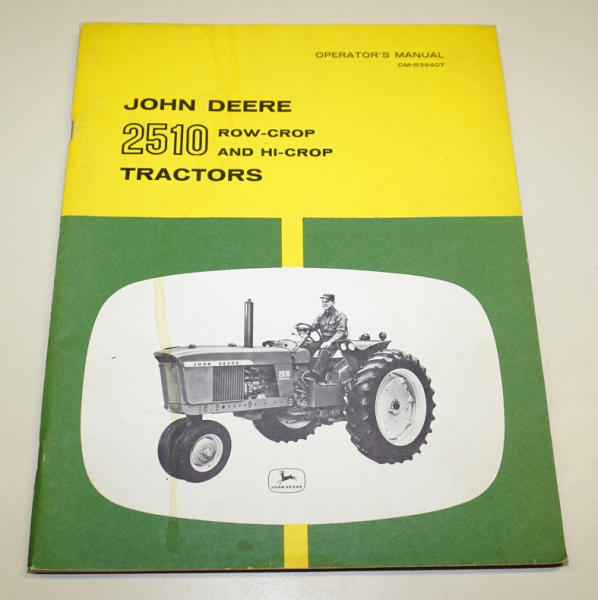 OPERATOR'S MANUAL
OM-R39407
JOHN DEERE
2510 ROW-CROP
AND HI-CROP
TRACTORS
JOHN DEERE
2510
JOHN DEERE